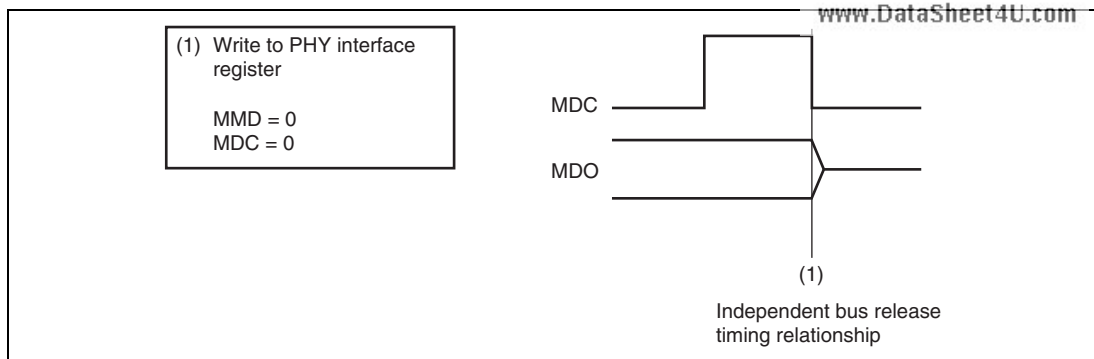 www.DataSheet4U.com
(1) Write to PHY interface
register
MMD = 0
MDC = 0
MDC
MDO
(1)
Independent bus release
timing relationship